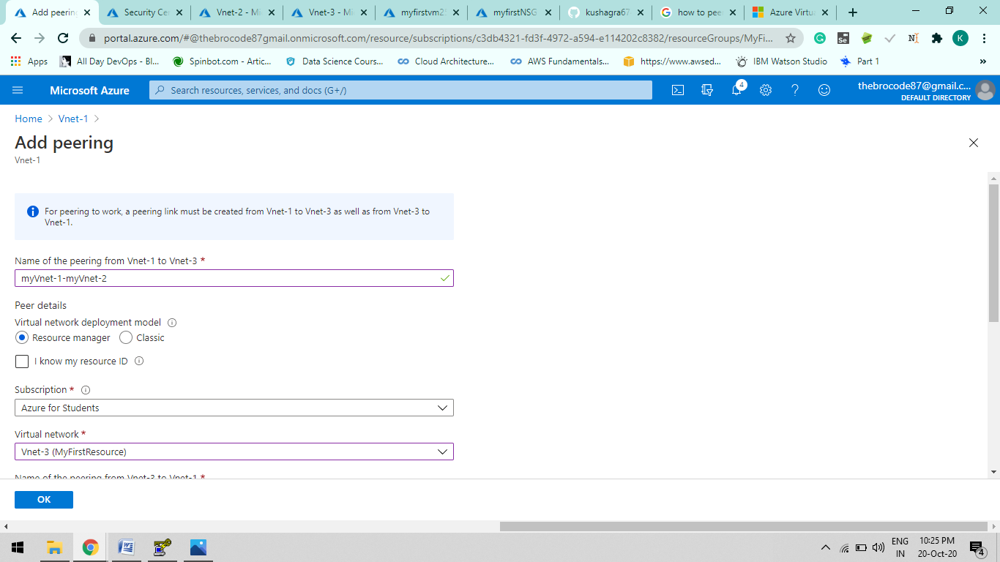 Add peering
Security Ce
Vnet-2 - Mi
Vnet-3 - Mi
myfirstvm2
myfirstNSG
kushagra67
how to pee
Azure Virtu
portal.azure.com/#@thebrocode87gmail.onmicrosoft.com/resource/subscriptions/c3db4321-fd3f-4972-a594-e114202c8382/resourceGroups/MyFi...
Apps
All Day DevOps - Bl...
Spinbot.com - Artic...
Data Science Cours...
Cloud Architecture...
AWS Fundamentals...
https://www.awsed...
IBM Watson Studio
Part 1
»
Microsoft Azure
Search resources, services, and docs (G+/)
4
thebrocode87@gmail.c...
DEFAULT DIRECTORY
Home > Vnet-1 >
Add peering
Vnet-1
For peering to work, a peering link must be created from Vnet-1 to Vnet-3 as well as from Vnet-3 to
Vnet-1.
Name of the peering from Vnet-1 to Vnet-3 *
myVnet-1-myVnet-2
Peer details
Virtual network deployment model
Resource manager
Classic
I know my resource ID
Subscription *
Azure for Students
Virtual network *
Vnet-3 (MyFirstResource)
Name of the peering from Vnet-3 to Vnet-1 *
OK
ENG
IN
10:25 PM
20-Oct-20
4